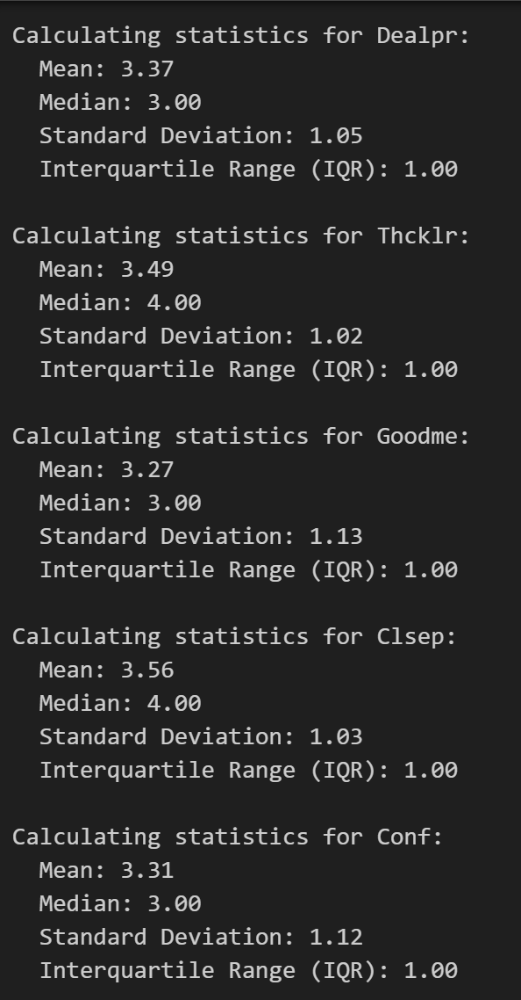 Calculating statistics for Dealpr:
  Mean: 3.37
  Median: 3.00
  Standard Deviation: 1.05
  Interquartile Range (IQR): 1.00

Calculating statistics for Thcklr:
  Mean: 3.49
  Median: 4.00
  Standard Deviation: 1.02
  Interquartile Range (IQR): 1.00

Calculating statistics for Goodme:
  Mean: 3.27
  Median: 3.00
  Standard Deviation: 1.13
  Interquartile Range (IQR): 1.00

Calculating statistics for Clsep:
  Mean: 3.56
  Median: 4.00
  Standard Deviation: 1.03
  Interquartile Range (IQR): 1.00

Calculating statistics for Conf:
  Mean: 3.31
  Median: 3.00
  Standard Deviation: 1.12
  Interquartile Range (IQR): 1.00